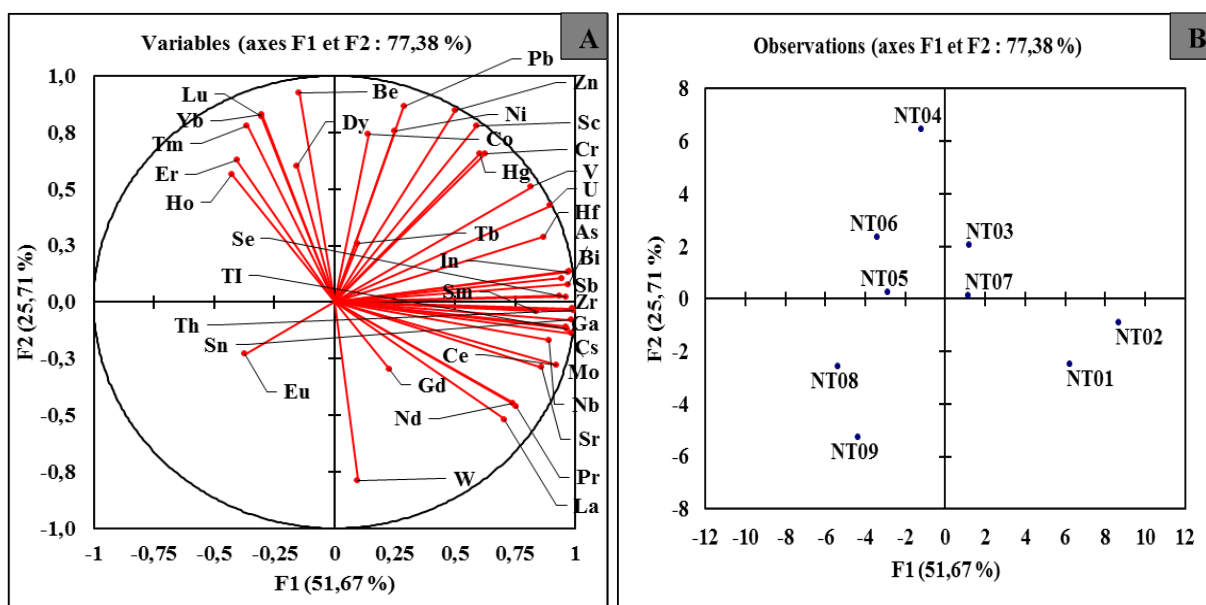 A
Variables (axes F1 et F2 : 77,38 %)
Pb
Zn
Lu
Be
Ni
Yb
Dy
Sc
Tm
Co
Cr
Er
Hg
V
Ho
U
Hf
Se
Tb
As
In
Bi
TI
Sm
Sb
Zr
Th
Ga
Sn
Cs
Ce
Mo
Eu
Gd
Nb
Nd
Sr
W
Pr
La
F2 (25,71 %)
1,0
0,8
0,5
0,3
0,0
-0,3
-0,5
-0,8
-1,0
-1 -0,75 -0,5 -0,25 0 0,25 0,5 0,75 1
F1 (51,67 %)
B
Observations (axes F1 et F2 : 77,38 %)
NT04
NT06
NT03
NT05
NT07
NT02
NT08
NT01
NT09
F2 (25,71 %)
8
6
4
2
0
-2
-4
-6
-8
-12 -10 -8 -6 -4 -2 0 2 4 6 8 10 12
F1 (51,67 %)